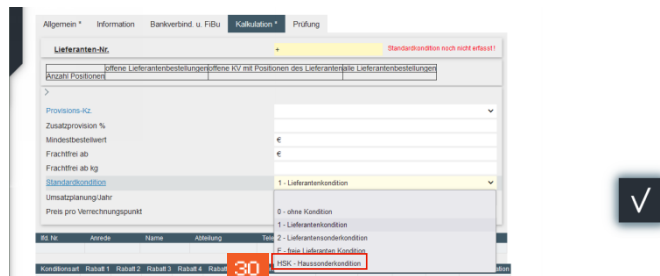 Allgemein * Information Bankverbind. u. FiBu Kalkulation * Prüfung
Lieferanten-Nr. + Standardkondition noch nicht erfasst !
offene Lieferantenbestellungen offene KV mit Positionen des Lieferanten alle Lieferantenbestellungen
Anzahl Positionen
>
Provisions-Kz.
Zusatzprovision %
Mindestbestellwert €
Frachtfrei ab €
Frachtfrei ab kg
Standardkondition 1 - Lieferantenkondition
Umsatzplanung/Jahr
0 - ohne Kondition
Preis pro Verrechnungspunkt
1 - Lieferantenkondition
lfd. Nr. Anrede Name Abteilung 2 - Lieferantensonderkondition
E - freie Lieferanten Kondition
30 HSK - Haussonderkondition
Konditionsart Rabatt 1 Rabatt 2 Rabatt 3 Rabatt 4